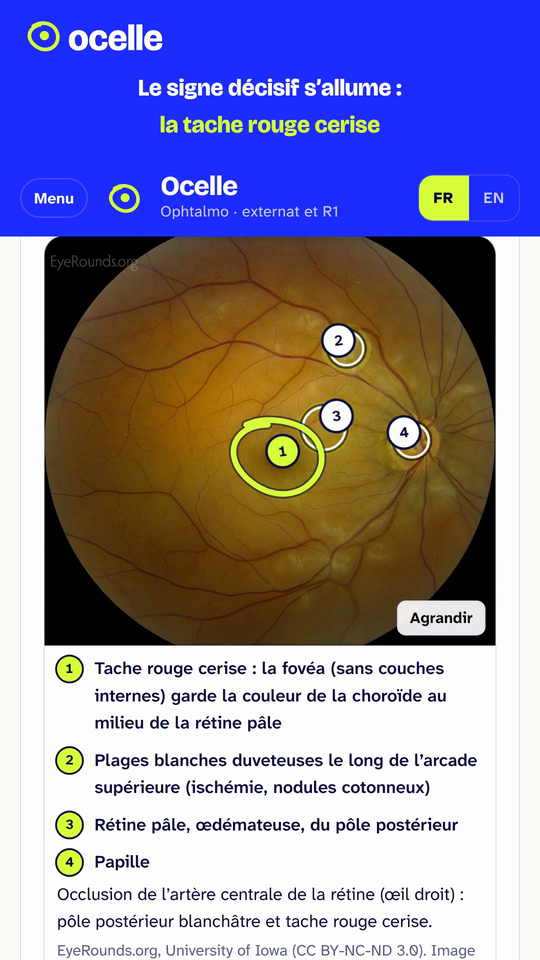 ocelle
Le signe décisif s'allume :
la tache rouge cerise
Menu
Ocelle
Ophtalmo · externat et R1
FR
EN
EyeRounds.org
2
3
4
1
Agrandir
1 Tache rouge cerise : la fovéa (sans couches
internes) garde la couleur de la choroïde au
milieu de la rétine pâle
2 Plages blanches duveteuses le long de l'arcade
supérieure (ischémie, nodules cotonneux)
3 Rétine pâle, œdémateuse, du pôle postérieur
4 Papille
Occlusion de l'artère centrale de la rétine (œil droit) :
pôle postérieur blanchâtre et tache rouge cerise.
EyeRounds.org, University of Iowa (CC BY-NC-ND 3.0). Image